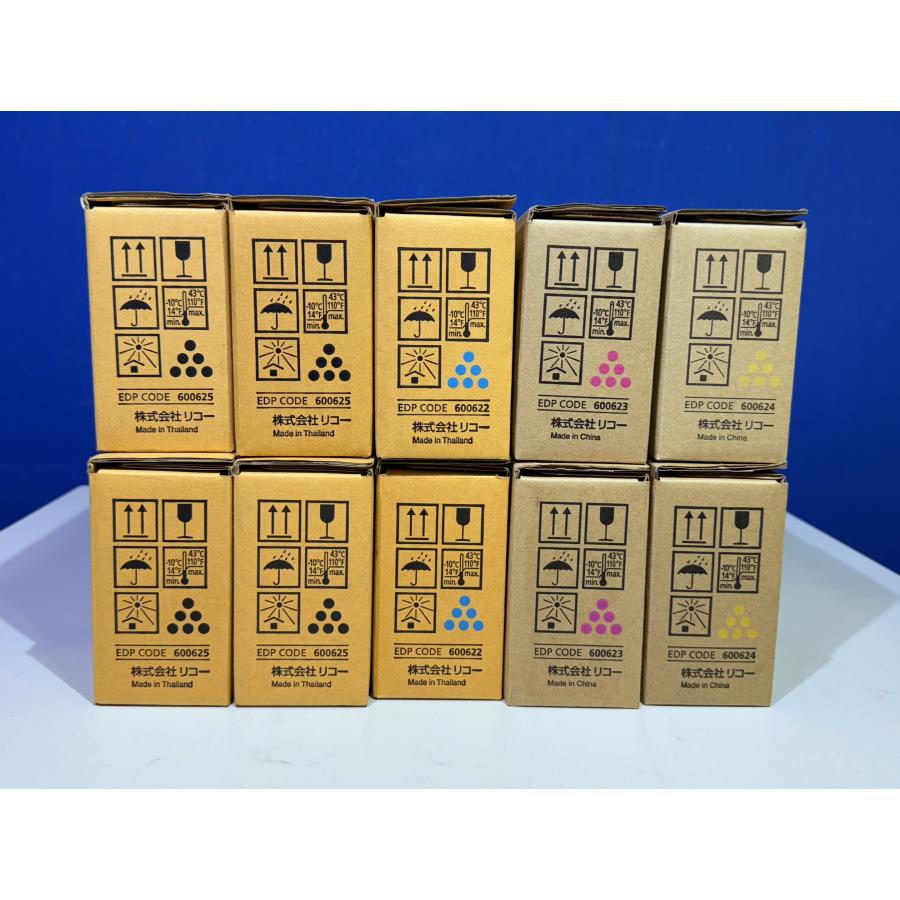 -10℃ 43℃
14°F 110°F
min. max.
EDP CODE 600625
株式会社 リコー
Made in Thailand
-10℃ 43℃
14°F 110°F
min. max.
EDP CODE 600625
株式会社 リコー
Made in Thailand
-10℃ 43℃
14°F 110°F
min. max.
EDP CODE 600622
株式会社 リコー
Made in Thailand
-10℃ 43℃
14°F 110°F
min. max.
EDP CODE 600623
株式会社 リコー
Made in China
-10℃ 43℃
14°F 110°F
min. max.
EDP CODE 600624
株式会社 リコー
Made in China
-10℃ 43℃
14°F 110°F
min. max.
EDP CODE 600625
株式会社 リコー
Made in Thailand
-10℃ 43℃
14°F 110°F
min. max.
EDP CODE 600625
株式会社 リコー
Made in Thailand
-10℃ 43℃
14°F 110°F
min. max.
EDP CODE 600622
株式会社 リコー
Made in Thailand
-10℃ 43℃
14°F 110°F
min. max.
EDP CODE 600623
株式会社 リコー
Made in China
-10℃ 43℃
14°F 110°F
min. max.
EDP CODE 600624
株式会社 リコー
Made in China